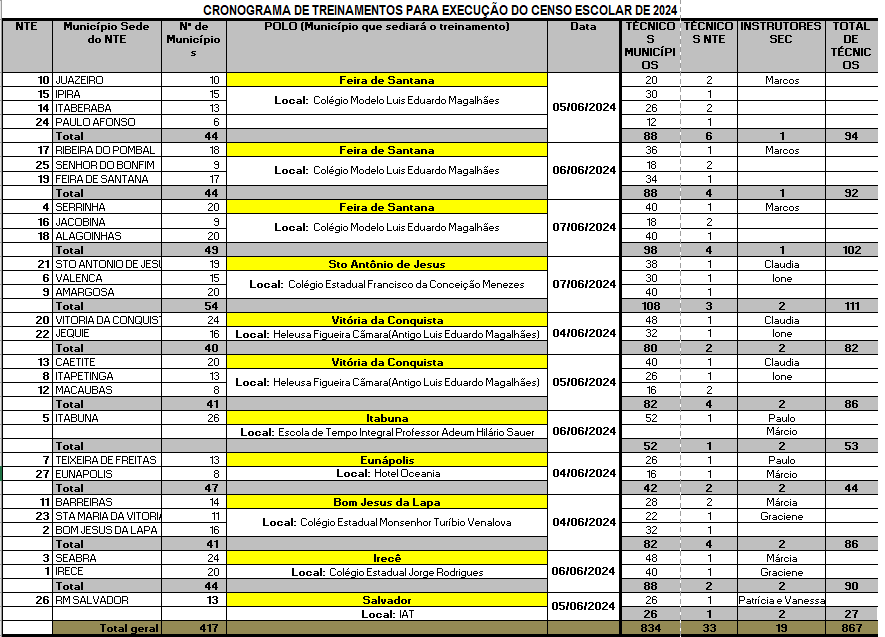 CRONOGRAMA DE TREINAMENTOS PARA EXECUÇÃO DO CENSO ESCOLAR DE 2024
NTE Município Sede do NTE Nº de Municípios POLO (Município que sediará o treinamento) Data TÉCNICOS MUNICÍPIOS TÉCNICOS NTE INSTRUTORES SEC TOTAL DE TÉCNICOS
10 JUAZEIRO 10 Feira de Santana 05/06/2024 20 2 Marcos
15 IPIRA 15 Local: Colégio Modelo Luis Eduardo Magalhães 30 1
14 ITABERABA 13 26 2
24 PAULO AFONSO 6 12 1
Total 44 88 6 1 94
17 RIBEIRA DO POMBAL 18 Feira de Santana 06/06/2024 36 1 Marcos
25 SENHOR DO BONFIM 9 Local: Colégio Modelo Luis Eduardo Magalhães 18 2
19 FEIRA DE SANTANA 17 34 1
Total 44 88 4 1 92
4 SERRINHA 20 Feira de Santana 07/06/2024 40 1 Marcos
16 JACOBINA 9 Local: Colégio Modelo Luis Eduardo Magalhães 18 2
18 ALAGOINHAS 20 40 1
Total 49 98 4 1 102
21 STO ANTONIO DE JESU 19 Sto Antônio de Jesus 07/06/2024 38 1 Claudia
6 VALENCA 15 Local: Colégio Estadual Francisco da Conceição Menezes 30 1 Ione
9 AMARGOSA 20 40 1
Total 54 108 3 2 111
20 VITORIA DA CONQUIST 24 Vitória da Conquista 04/06/2024 48 1 Claudia
22 JEQUIE 16 Local: Heleusa Figueira Cãmara(Antigo Luis Eduardo Magalhães) 32 1 Ione
Total 40 80 2 2 82
13 CAETITE 20 Vitória da Conquista 05/06/2024 40 1 Claudia
8 ITAPETINGA 13 Local: Heleusa Figueira Cãmara(Antigo Luis Eduardo Magalhães) 26 1 Ione
12 MACAUBAS 8 16 2
Total 41 82 4 2 86
5 ITABUNA 26 Itabuna 06/06/2024 52 1 Paulo
Local: Escola de Tempo Integral Professor Adeum Hilário Sauer Márcio
Total 52 1 2 53
7 TEIXEIRA DE FREITAS 13 Eunápolis 04/06/2024 26 1 Paulo
27 EUNAPOLIS 8 Local: Hotel Oceania 16 1 Márcio
Total 47 42 2 2 44
11 BARREIRAS 14 Bom Jesus da Lapa 04/06/2024 28 2 Márcia
23 STA MARIA DA VITORIA 11 Local: Colégio Estadual Monsenhor Turíbio Venalova 22 1 Graciene
2 BOM JESUS DA LAPA 16 32 1
Total 41 82 4 2 86
3 SEABRA 24 Irecê 06/06/2024 48 1 Márcia
1 IRECE 20 Local: Colégio Estadual Jorge Rodrigues 40 1 Graciene
Total 44 88 2 2 90
26 RM SALVADOR 13 Salvador 05/06/2024 26 1 Patrícia e Vanessa
Local: IAT 26 1 2 27
Total geral 417 834 33 19 867